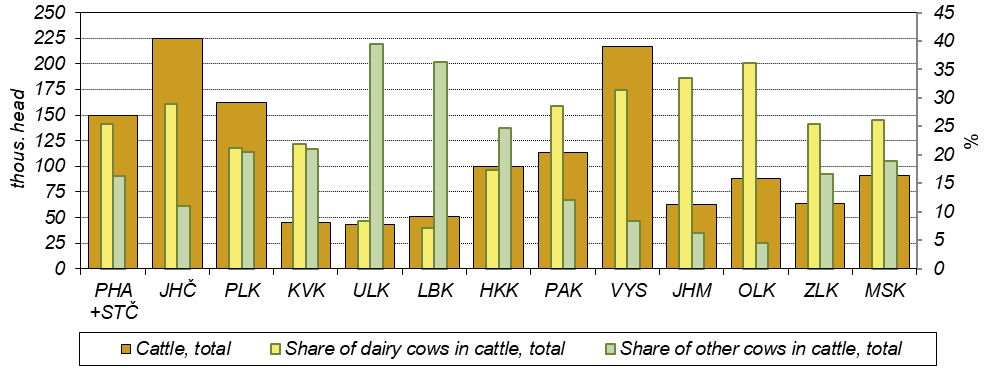 thous. head
250
225
200
175
150
125
100
75
50
25
0
45
40
35
30
25
20
15
10
5
0
%
PHA +STČ
JHČ
PLK
KVK
ULK
LBK
HKK
PAK
VYS
JHM
OLK
ZLK
MSK
Cattle, total
Share of dairy cows in cattle, total
Share of other cows in cattle, total